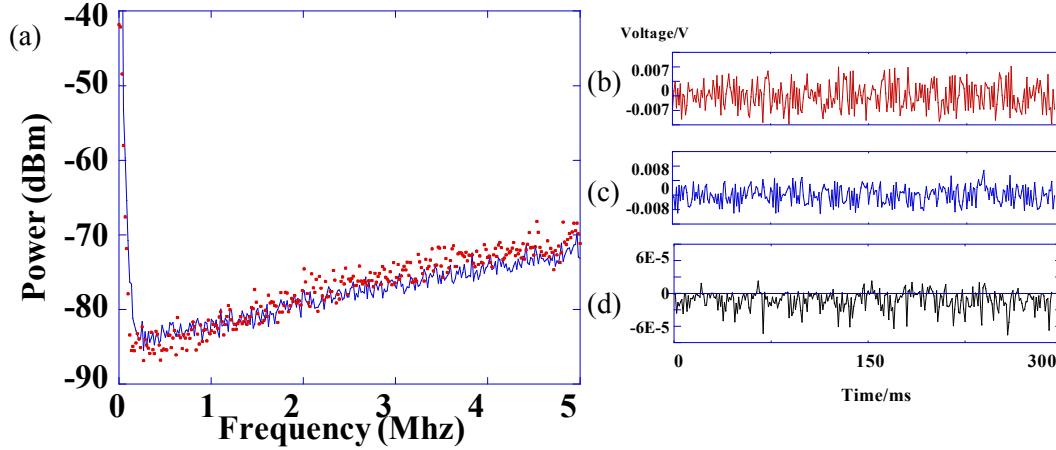 (a)
-40
-50
-60
-70
-80
-90
Power (dBm)
0 1 2 3 4 5
Frequency (Mhz)
Voltage/V
(b)
0.007
0
-0.007
(c)
0.008
0
-0.008
(d)
6E-5
0
-6E-5
0 150 300
Time/ms